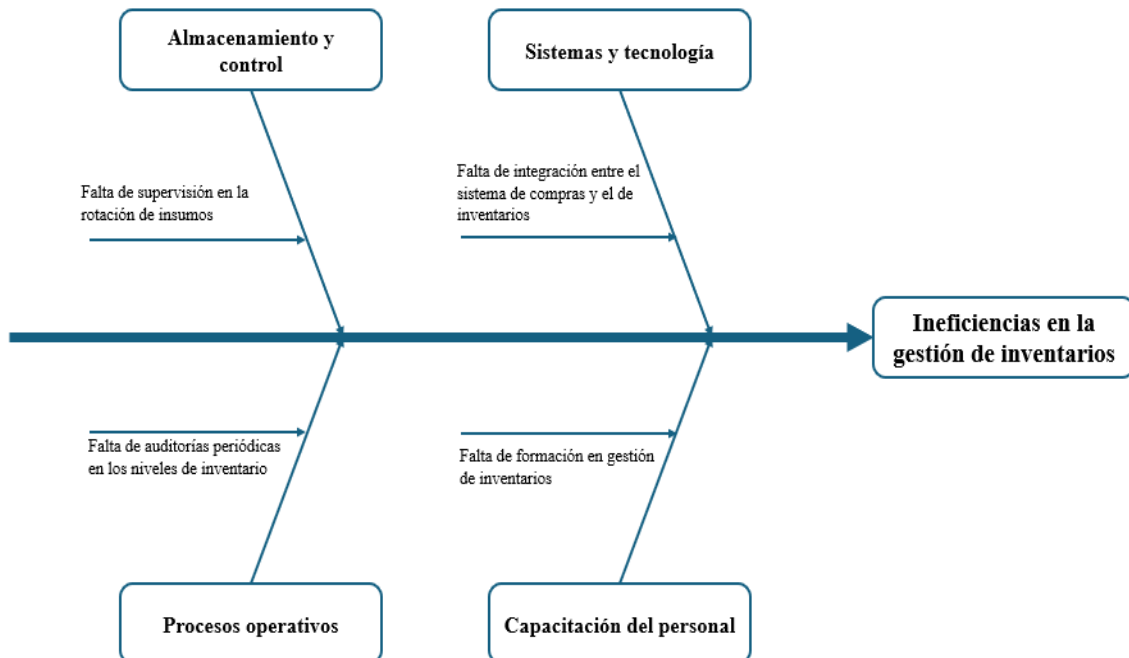 Almacenamiento y
control
Sistemas y tecnología
Falta de supervisión en la
rotación de insumos
Falta de integración entre el
sistema de compras y el de
inventarios
Ineficiencias en la
gestión de inventarios
Falta de auditorías periódicas
en los niveles de inventario
Falta de formación en gestión
de inventarios
Procesos operativos
Capacitación del personal